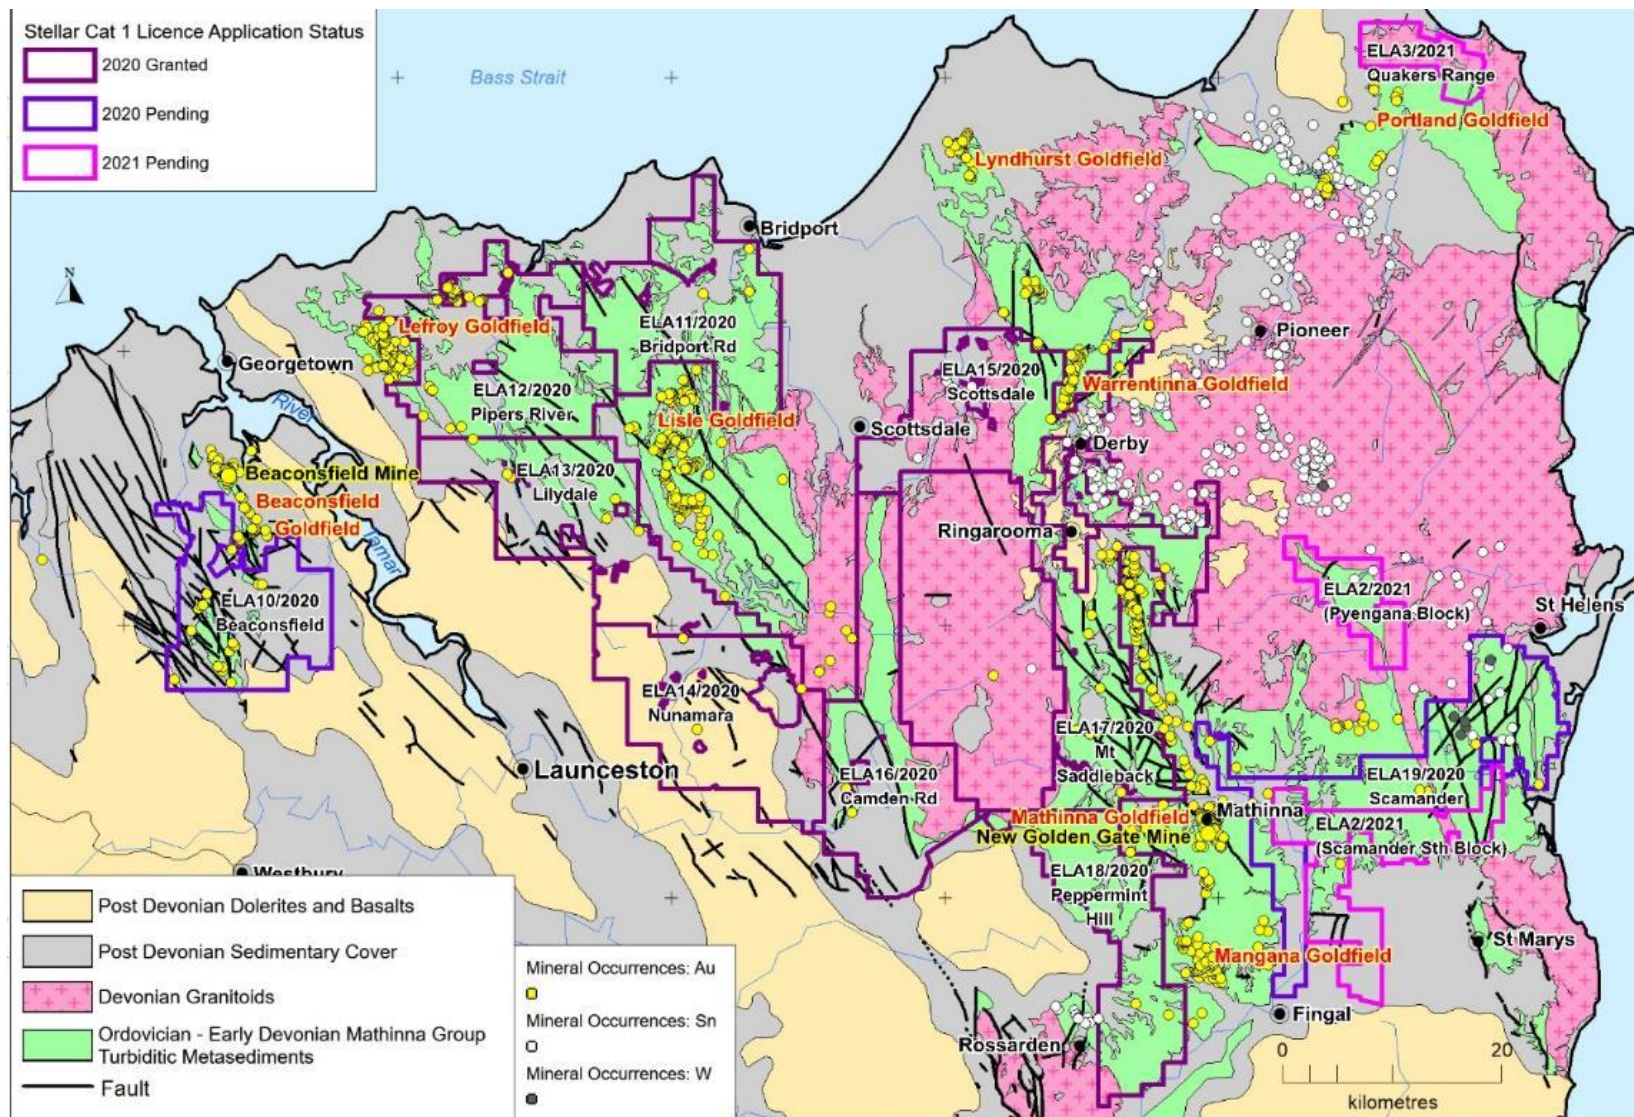 Stellar Cat 1 Licence Application Status
2020 Granted
2020 Pending
2021 Pending
Bass Strait
ELA3/2021
Quakers Range
Portland Goldfield
Lyndhurst Goldfield
Bridport
N
Lefroy Goldfield
ELA11/2020
Bridport Rd
Pioneer
Georgetown
ELA12/2020
Pipers River
ELA15/2020
Scottsdale
Warrentinna Goldfield
River
Lisle Goldfield
Scottsdale
Derby
Beaconsfield Mine
ELA13/2020
Lilydale
Beaconsfield
Goldfield
Ringarooma
Tamar
ELA10/2020
Beaconsfield
ELA2/2021
(Pyengana Block)
St Helens
ELA14/2020
Nunamara
ELA17/2020
Mt
Saddleback
Launceston
ELA16/2020
Camden Rd
ELA19/2020
Scamander
Mathinna Goldfield
Mathinna
New Golden Gate Mine
ELA2/2021
(Scamander Sth Block)
Westbury
ELA18/2020
Peppermint
Hill
St Marys
Mangana Goldfield
Fingal
Rossarden
Post Devonian Dolerites and Basalts
Post Devonian Sedimentary Cover
Devonian Granitoids
Ordovician - Early Devonian Mathinna Group
Turbiditic Metasediments
Fault
Mineral Occurrences: Au
Mineral Occurrences: Sn
Mineral Occurrences: W
0 20
kilometres